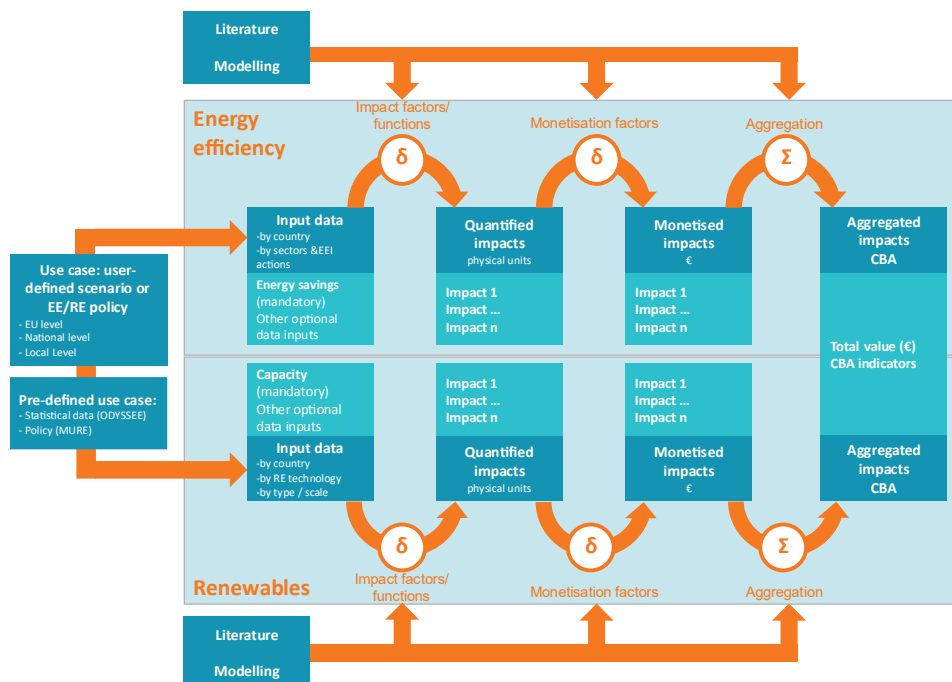 Literature
Modelling
Energy
efficiency
Impact factors/
functions
Monetisation factors
Aggregation
δ
δ
Σ
Input data
-by country
-by sectors &EEI
actions
Energy savings
(mandatory)
Other optional
data inputs
Quantified
impacts
physical units
Impact 1
Impact ...
Impact n
Monetised
impacts
€
Impact 1
Impact ...
Impact n
Aggregated
impacts
CBA
Use case: user-
defined scenario or
EE/RE policy
- EU level
- National level
- Local Level
Pre-defined use case:
- Statistical data (ODYSSEE)
- Policy (MURE)
Total value (€)
CBA indicators
Capacity
(mandatory)
Other optional
data inputs
Input data
-by country
-by RE technology
-by type / scale
Impact 1
Impact ...
Impact n
Quantified
impacts
physical units
Impact 1
Impact ...
Impact n
Monetised
impacts
€
Aggregated
impacts
CBA
δ
δ
Σ
Renewables
Impact factors/
functions
Monetisation factors
Aggregation
Literature
Modelling